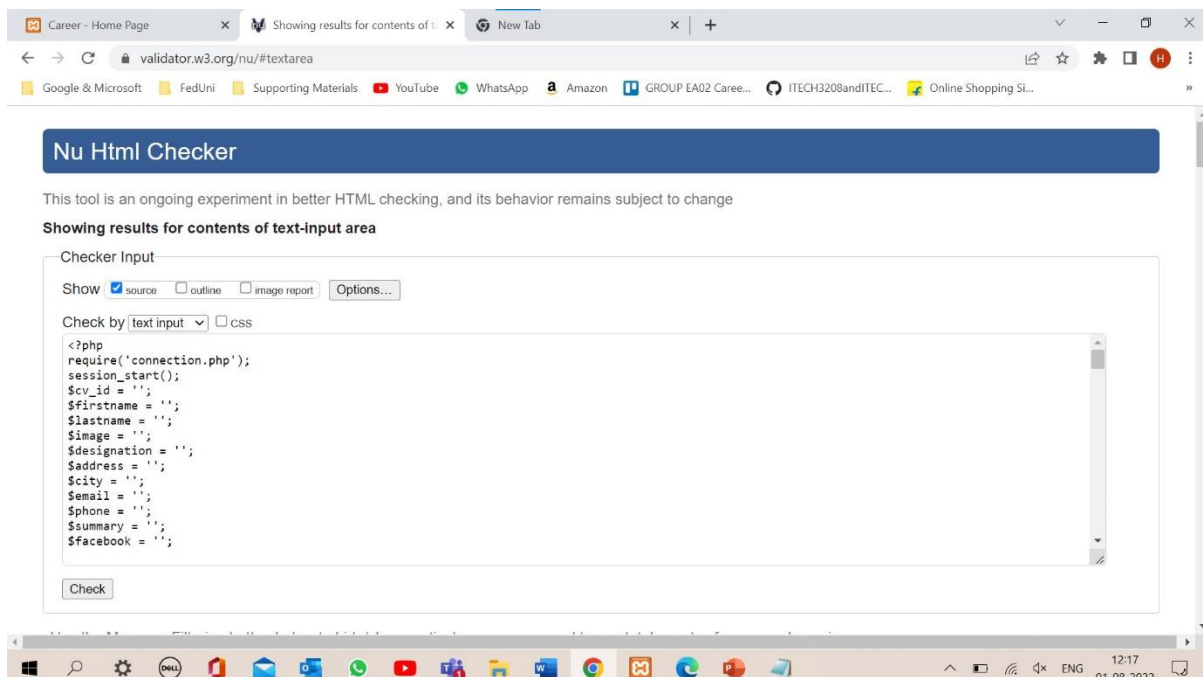 Career - Home Page
Showing results for contents of t
New Tab
validator.w3.org/nu/#textarea
H
Google & Microsoft FedUni Supporting Materials YouTube WhatsApp a Amazon GROUP EA02 Caree... ITECH3208andITEC... Online Shopping Si... »
Nu Html Checker
This tool is an ongoing experiment in better HTML checking, and its behavior remains subject to change
Showing results for contents of text-input area
Checker Input
Show source outline image report Options...
Check by text input css
<?php
require('connection.php');
session_start();
$cv_id = '';
$firstname = '';
$lastname = '';
$image = '';
$designation = '';
$address = '';
$city = '';
$email = '';
$phone = '';
$summary = '';
$facebook = '';
Check
DELL
ENG
12:17